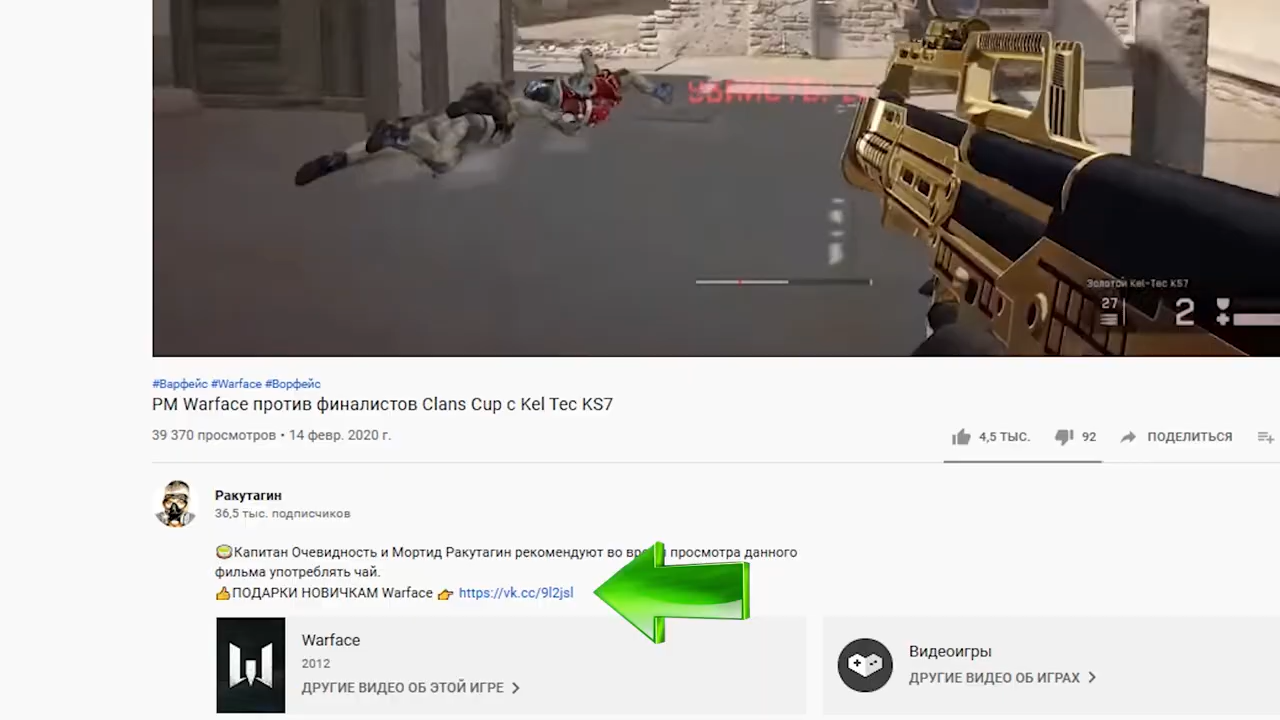 Золотой Kel-Tec KS7
27
2
#Варфейс #Warface #Ворфейс
РМ Warface против финалистов Clans Cup с Kel Tec KS7
39 370 просмотров • 14 февр. 2020 г.
4,5 ТЫС.
92
ПОДЕЛИТЬСЯ
Ракутагин
36,5 тыс. подписчиков
Капитан Очевидность и Мортид Ракутагин рекомендуют во просмотра данного
фильма употреблять чай.
ПОДАРКИ НОВИЧКАМ Warface https://vk.cc/9l2jsl
Warface
2012
ДРУГИЕ ВИДЕО ОБ ЭТОЙ ИГРЕ
Видеоигры
ДРУГИЕ ВИДЕО ОБ ИГРАХ